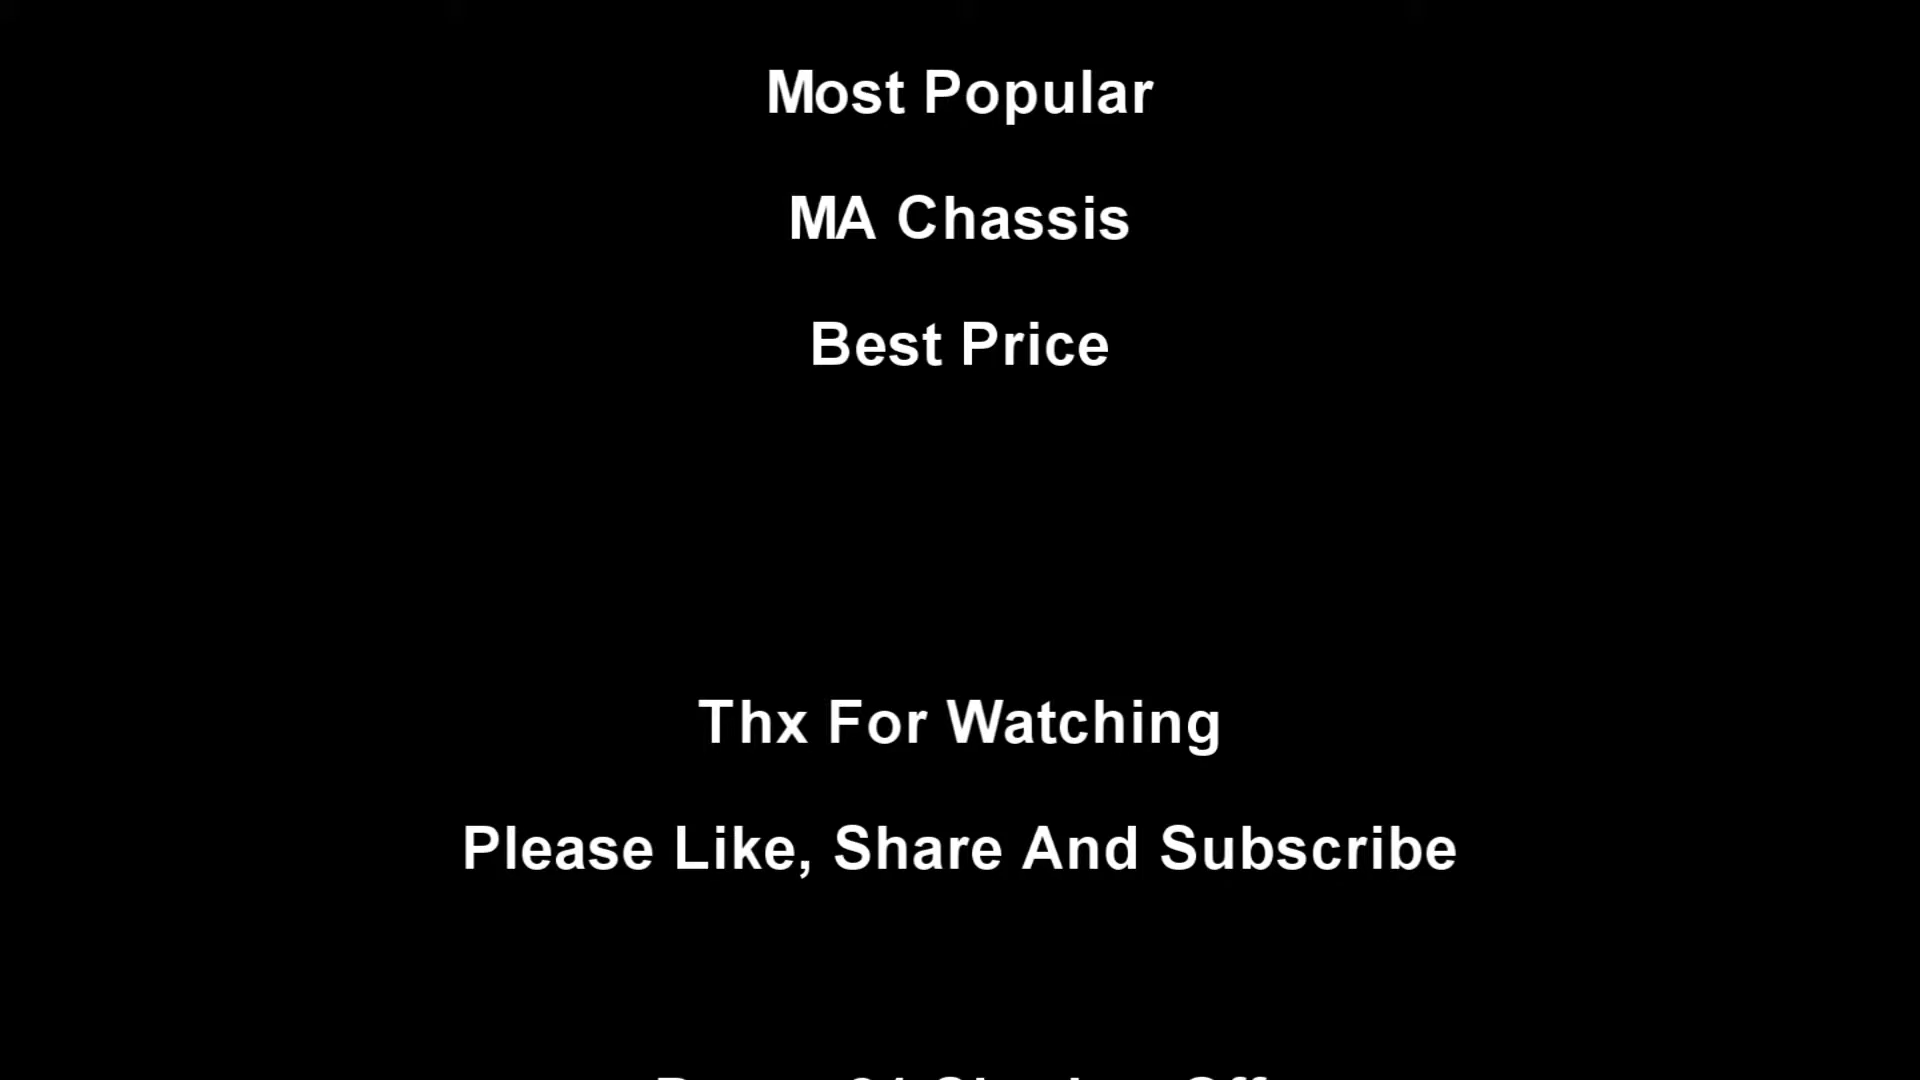 Most Popular
MA Chassis
Best Price
Thx For Watching
Please Like, Share And Subscribe